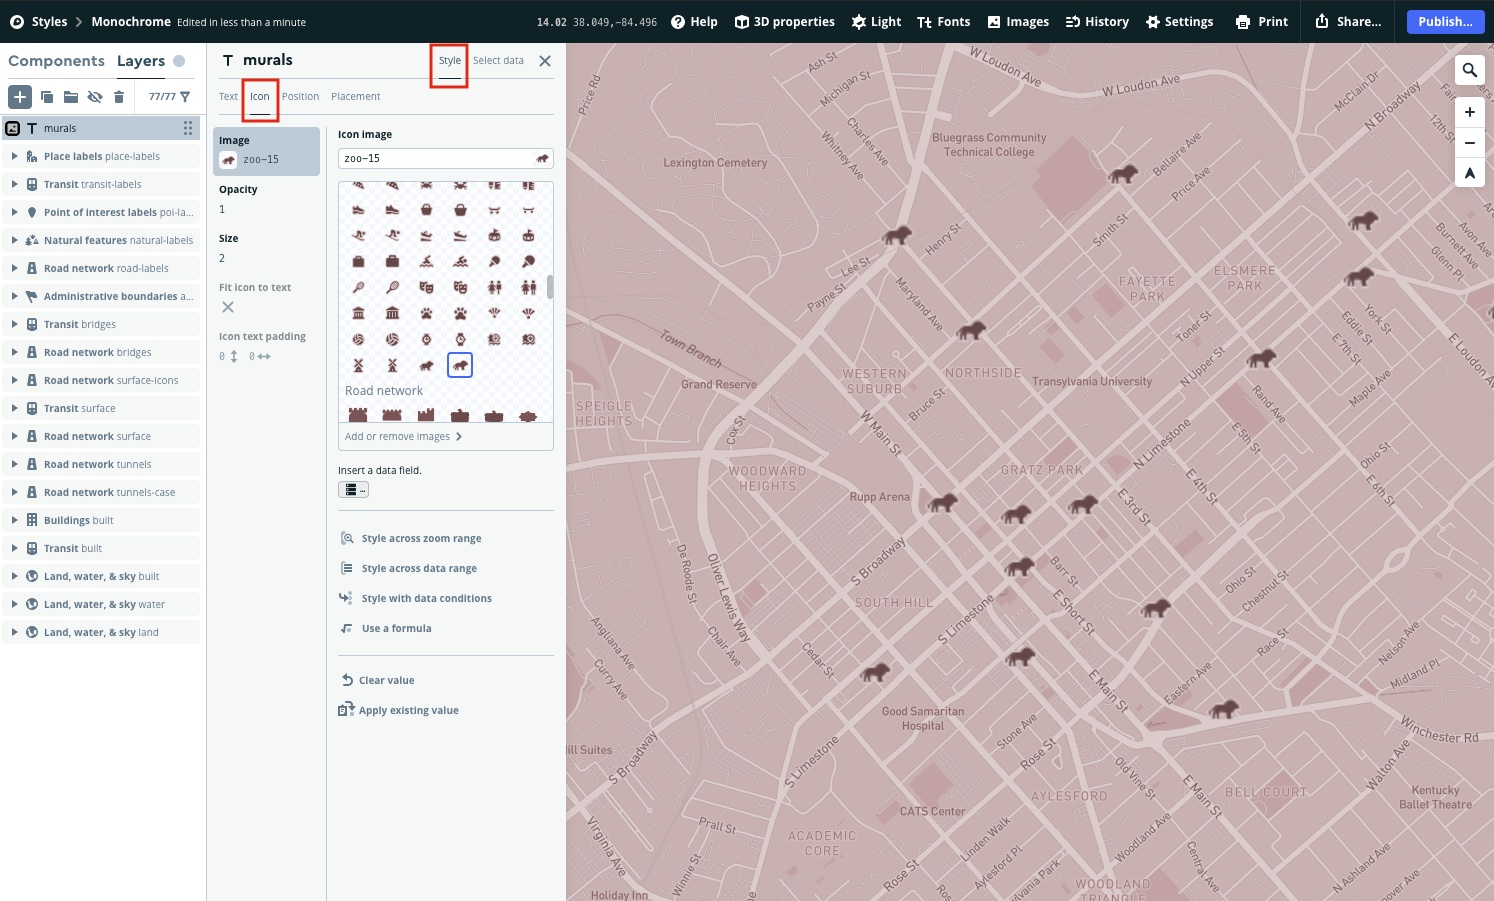 Styles
Monochrome Edited in less than a minute
14.02 38.049,-84.496
Help
3D properties
Light
Fonts
Images
History
Settings
Print
Share...
Publish...
Components
Layers
77/77
murals
Place labels place-labels
Transit transit-labels
Point of interest labels poi-la...
Natural features natural-labels
Road network road-labels
Administrative boundaries a...
Transit bridges
Road network bridges
Road network surface-icons
Transit surface
Road network surface
Road network tunnels
Road network tunnels-case
Buildings built
Transit built
Land, water, & sky built
Land, water, & sky water
Land, water, & sky land
murals
Style
Select data
Text
Icon
Position
Placement
Image
zoo-15
Opacity
1
Size
2
Fit icon to text
Icon text padding
0
0
Icon image
zoo-15
Road network
Add or remove images
Insert a data field.
Style across zoom range
Style across data range
Style with data conditions
Use a formula
Clear value
Apply existing value
Price Rd
Ash St
Michigan St
W Loudon Ave
W Loudon Ave
McClain Dr
N Broadway
12th St
Charles Ave
Whitney Ave
Bluegrass Community
Technical College
Lexington Cemetery
Bellaire Ave
Price Ave
Smith St
Henry St
Lee St
Payne St
Maryland Ave
Avon Ave
Burnett Ave
Glenn Pl
FAYETTE
PARK
ELSMERE
PARK
York St
Eddie St
E 7th St
E Loudon Av
Toner St
N Upper St
Town Branch
Grand Reserve
WESTERN
SUBURB
NORTHSIDE
Transylvania University
Maple Ave
Rand Ave
SPEIGLE
HEIGHTS
Cox St
Bruce St
W Main St
E 5th St
N Limestone
Ohio St
WOODWARD
HEIGHTS
GRATZ PARK
Rupp Arena
E 3rd St
E 4th St
E 6th St
De Roode St
Oliver Lewis Way
S Broadway
Barr St
Ohio St
Chestnut St
SOUTH HILL
S Limestone
E Short St
Angliana Ave
Chair Ave
Cedar St
Race St
Nelson Ave
Curry Ave
E Main St
Eastern Ave
Midland Pl
Good Samaritan
Hospital
Stone Ave
Rose St
Winchester Rd
ill Suites
S Broadway
S Limestone
Old Vine St
E Main St
Walton Ave
AYLESFORD
BELL COURT
Kentucky
Ballet Theatre
CATS Center
Virginia Ave
Prall St
ACADEMIC
CORE
Linden Walk
Woodland Ave
Central Ave
Winnie St
Rose St
Aylesford Pl
lvania Park
WOODLAND
TRIANGLE
N Ashland Ave
Holiday Inn